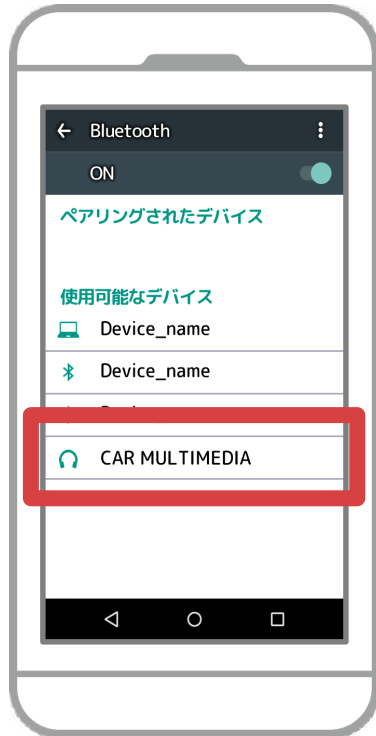 Bluetooth
ON
ペアリングされたデバイス
使用可能なデバイス
Device_name
Device_name
CAR MULTIMEDIA